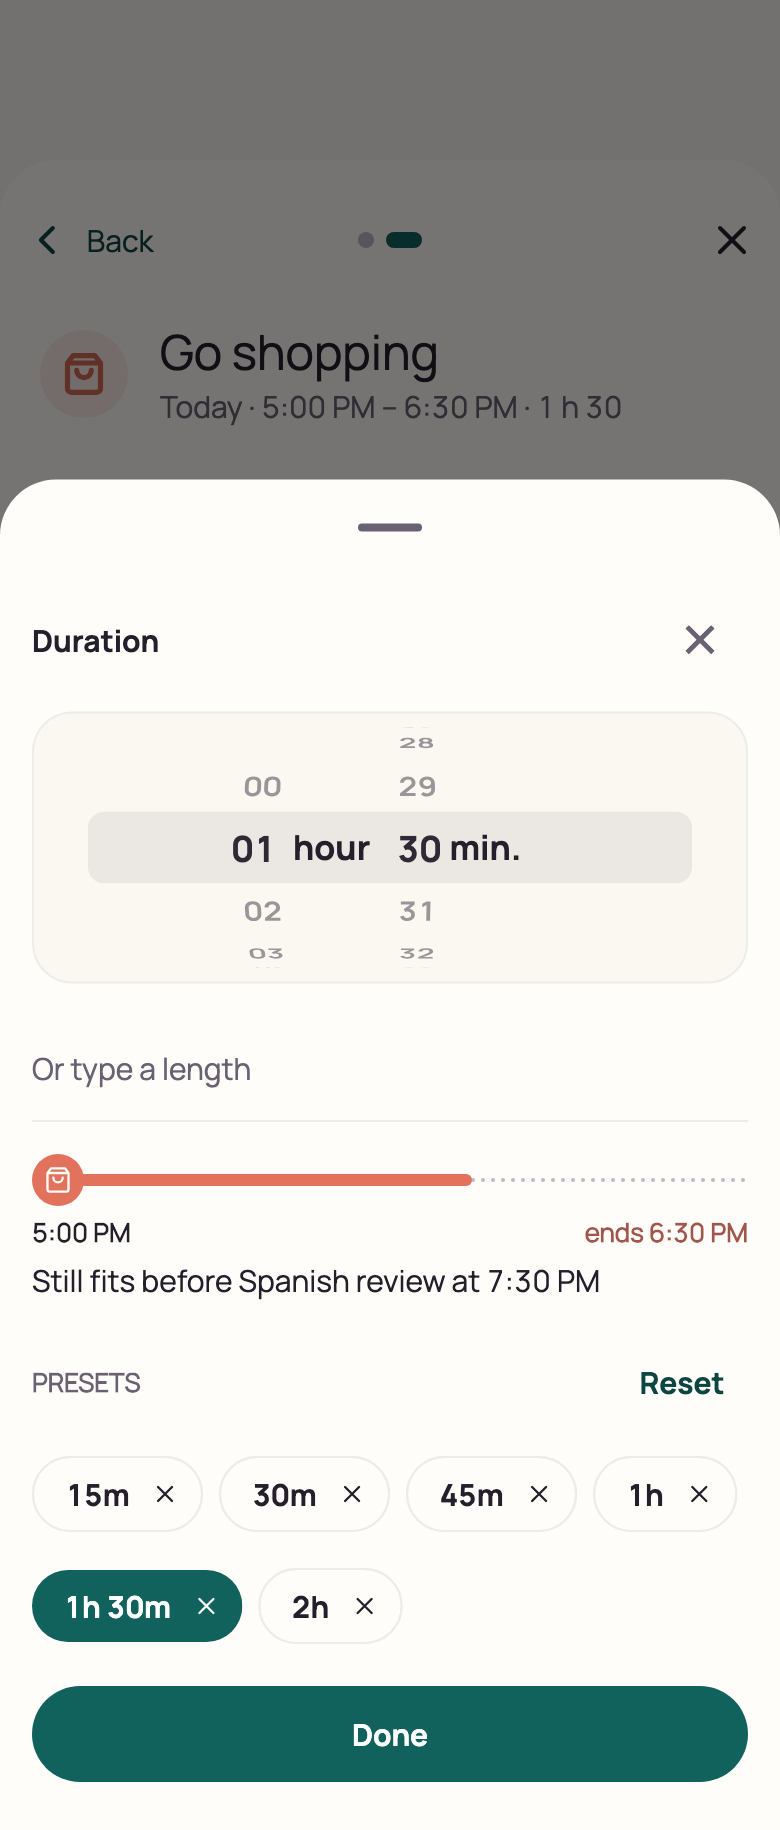 Back
Go shopping
Today · 5:00 PM – 6:30 PM · 1 h 30
Duration
28
00 29
01 hour 30 min.
02 31
03 32
Or type a length
5:00 PM ends 6:30 PM
Still fits before Spanish review at 7:30 PM
PRESETS Reset
15m 30m 45m 1h
1h 30m 2h
Done